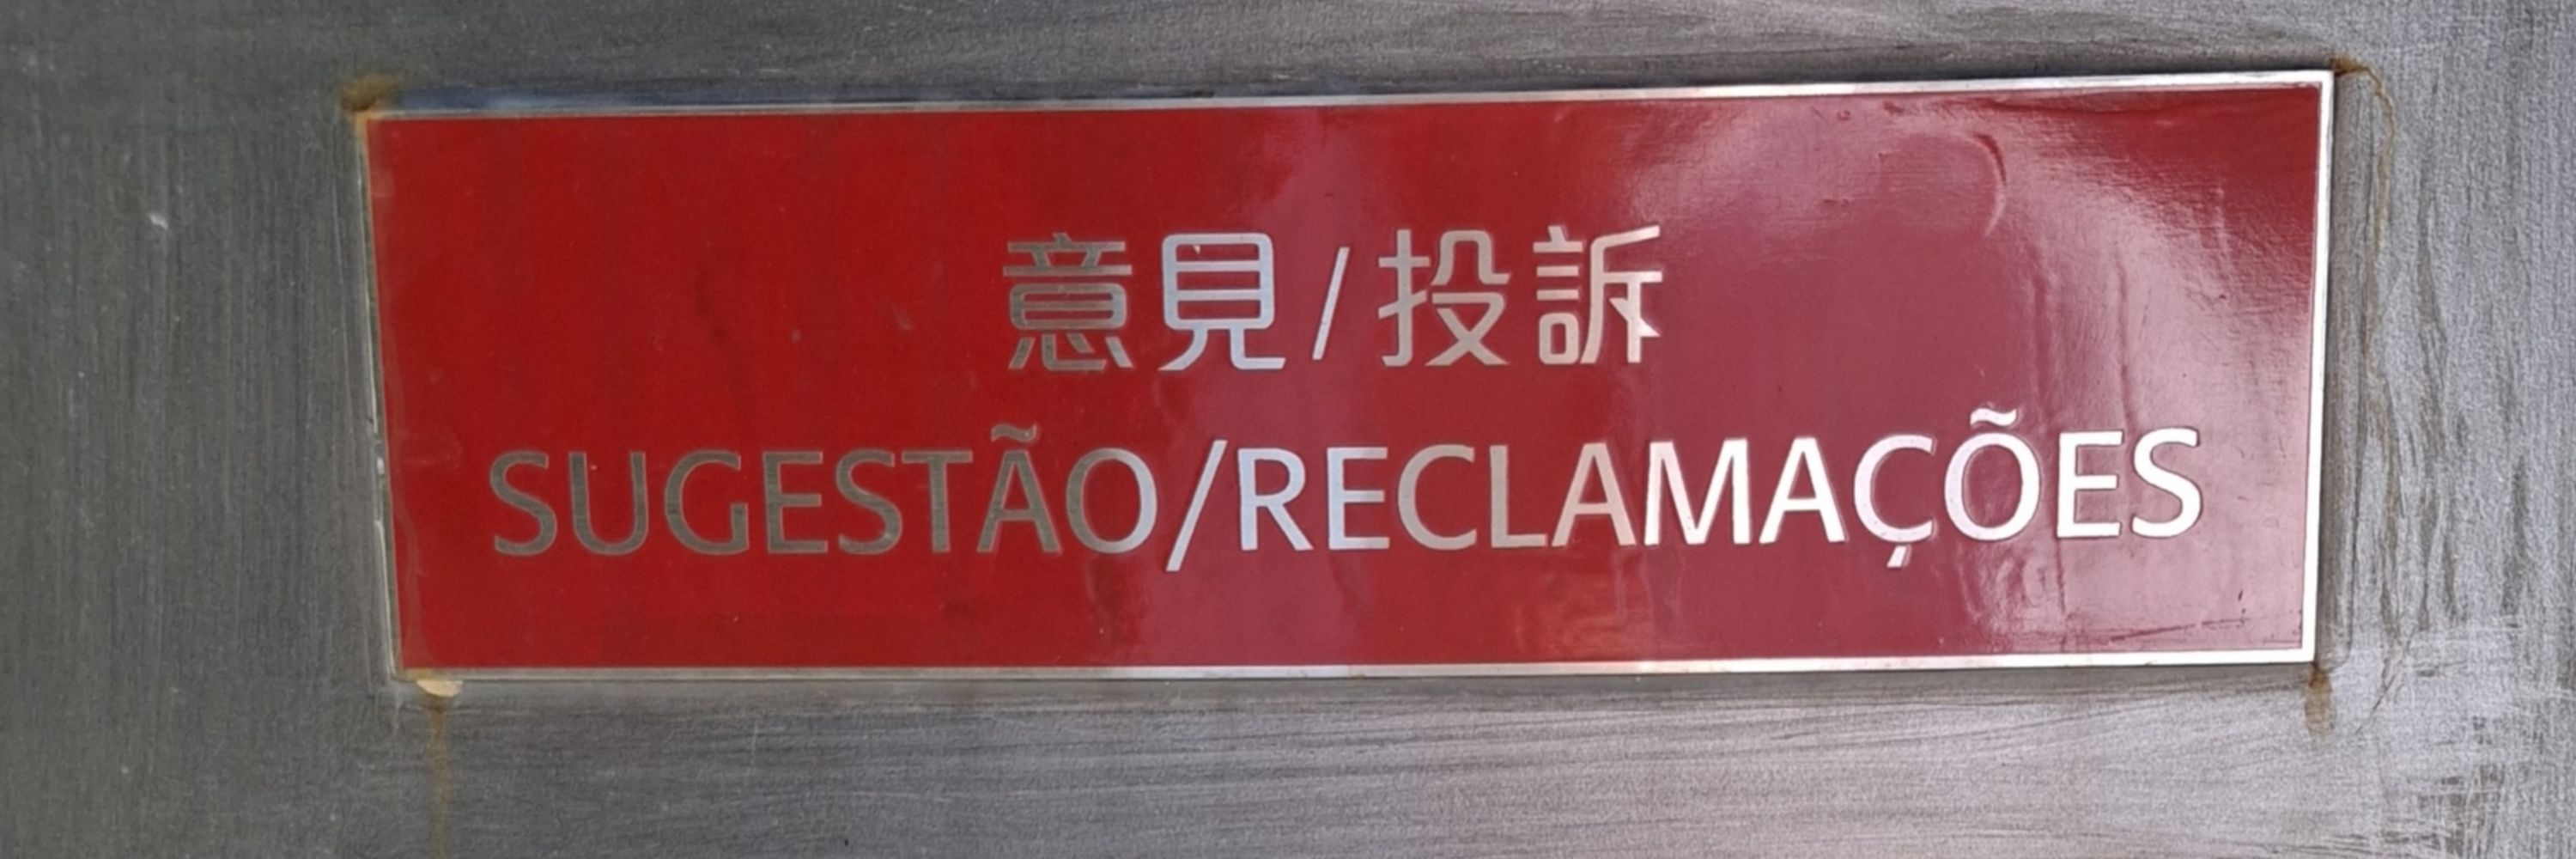 意見/投訴
SUGESTÃO/RECLAMAÇÕES